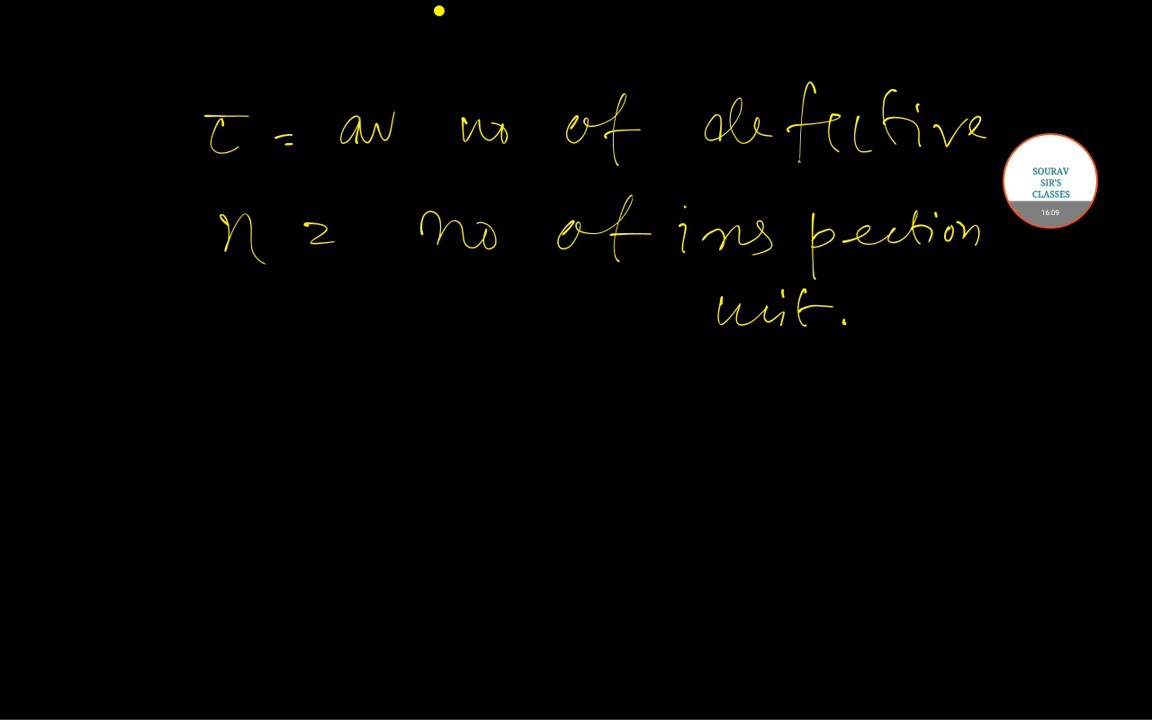 c̄ = av no of defective
n = no of inspection
unit.
SOURAV
SIR'S
CLASSES
16:09